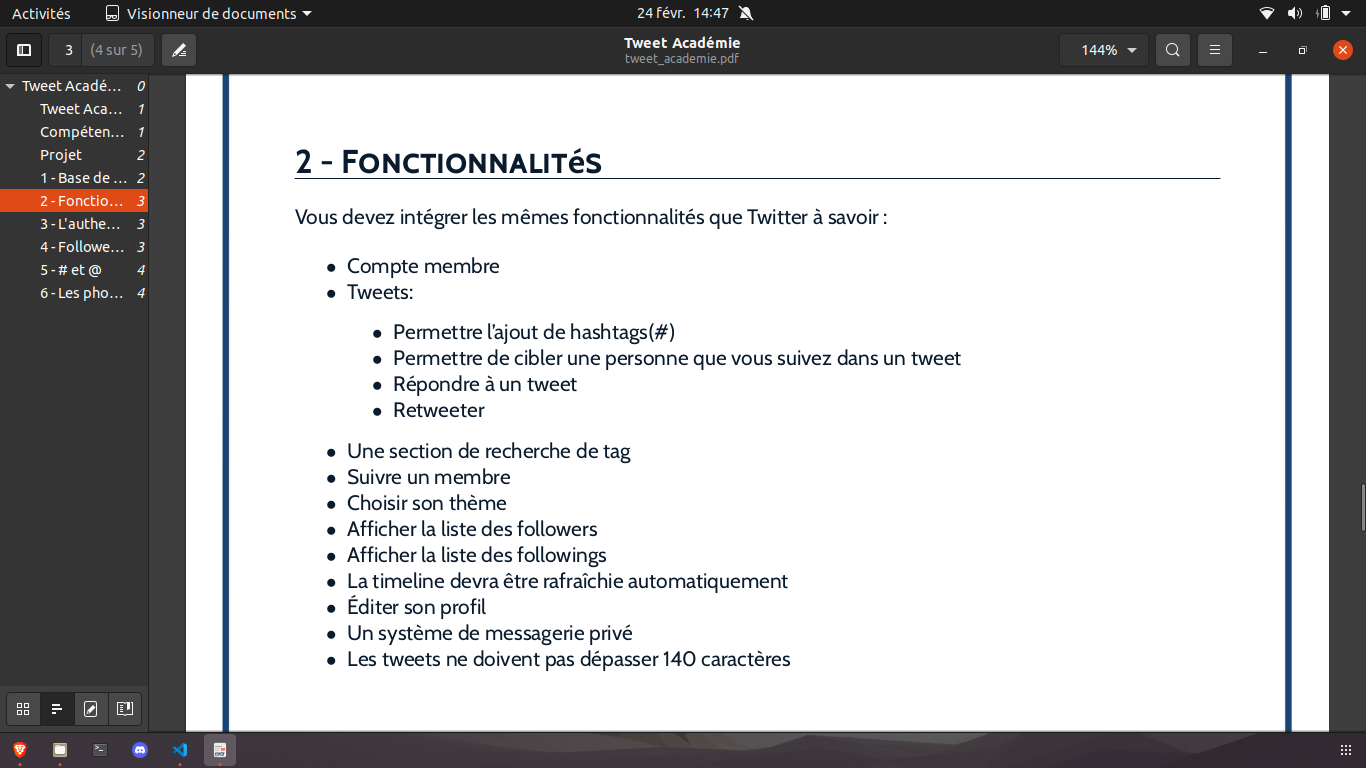 Activités
Visionneur de documents
24 févr. 14:47
3 (4 sur 5)
Tweet Académie
tweet_academie.pdf
144%
Tweet Acadé… 0
Tweet Aca… 1
Compéten… 1
Projet 2
1 - Base de … 2
2 - Fonctio… 3
3 - L'authe… 3
4 - Followe… 3
5 - # et @ 4
6 - Les pho… 4
2 - Fonctionnalités
Vous devez intégrer les mêmes fonctionnalités que Twitter à savoir :
• Compte membre
• Tweets:
• Permettre l’ajout de hashtags(#)
• Permettre de cibler une personne que vous suivez dans un tweet
• Répondre à un tweet
• Retweeter
• Une section de recherche de tag
• Suivre un membre
• Choisir son thème
• Afficher la liste des followers
• Afficher la liste des followings
• La timeline devra être rafraîchie automatiquement
• Éditer son profil
• Un système de messagerie privé
• Les tweets ne doivent pas dépasser 140 caractères